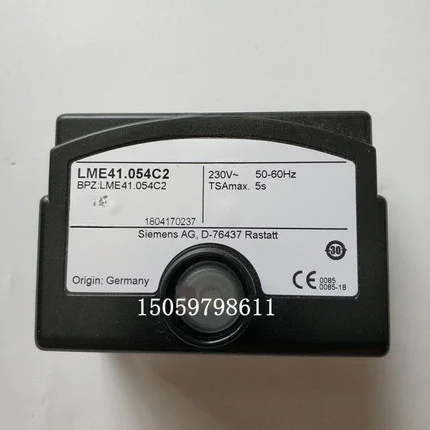 LME41.054C2
BPZ:LME41.054C2
230V~ 50-60Hz
TSAmax. 5s
1804170237
Siemens AG, D-76437 Rastatt
30
Origin: Germany
CE 0085
0085-18
15059798611